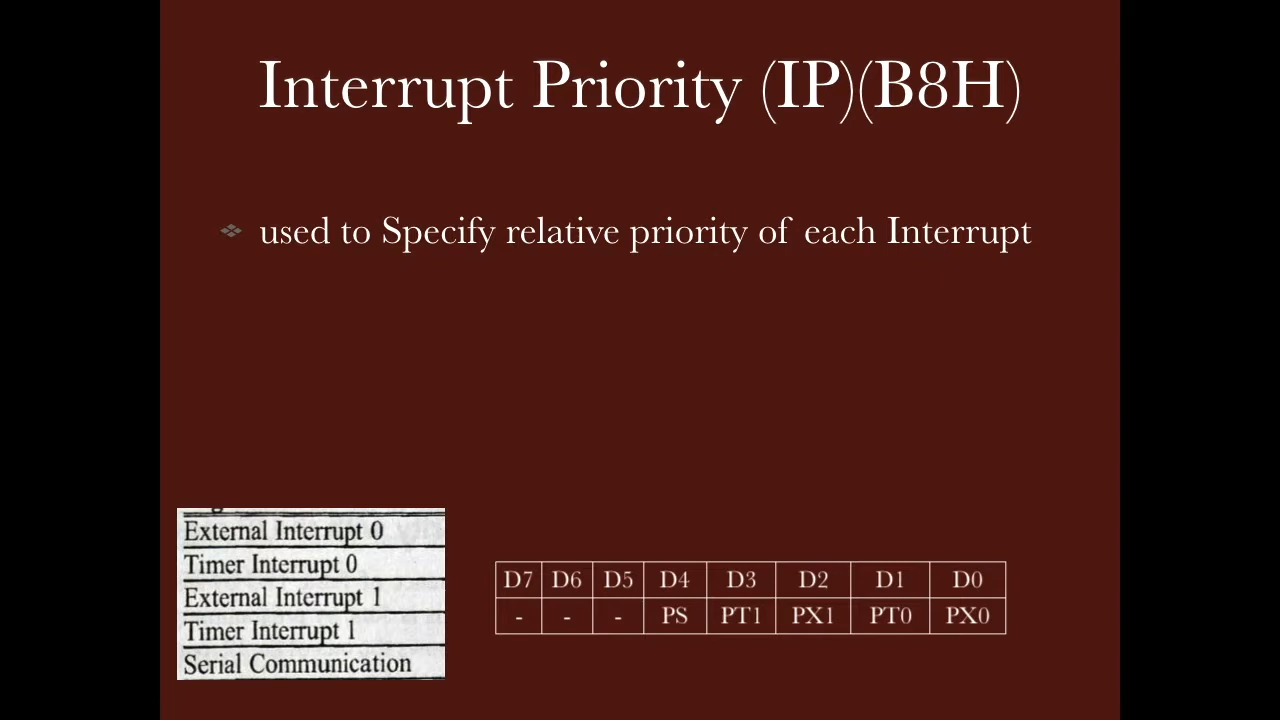 Interrupt Priority (IP)(B8H)
used to Specify relative priority of each Interrupt
External Interrupt 0
Timer Interrupt 0
External Interrupt 1
Timer Interrupt 1
Serial Communication
D7 D6 D5 D4 D3 D2 D1 D0
- - - PS PT1 PX1 PT0 PX0